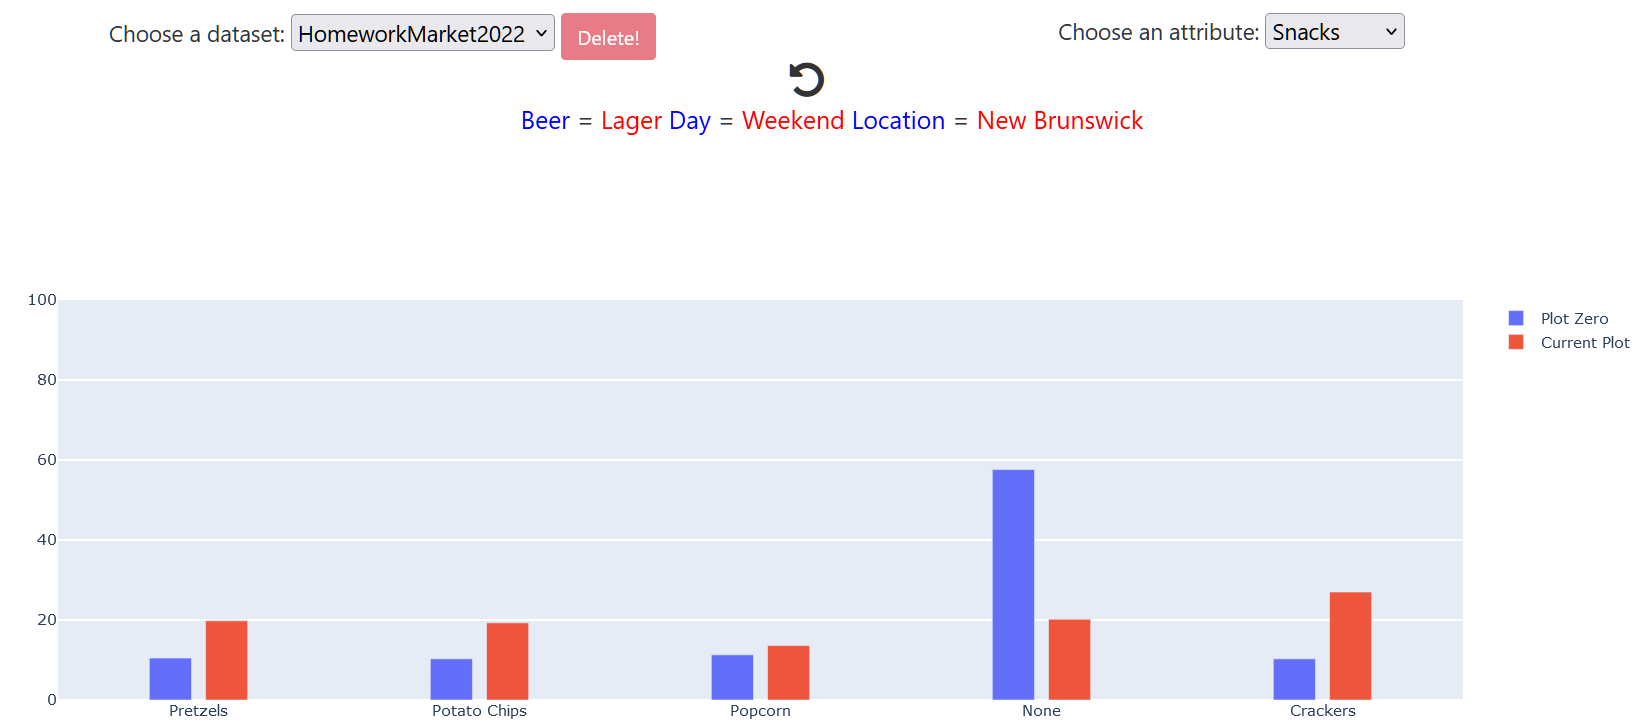 Choose a dataset: HomeworkMarket2022 Delete! Choose an attribute: Snacks
Beer = Lager Day = Weekend Location = New Brunswick
100
80
60
40
20
0
Pretzels Potato Chips Popcorn None Crackers
Plot Zero
Current Plot